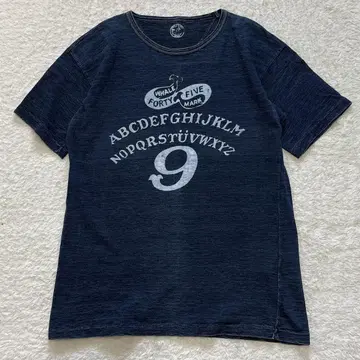 WHALE FIVE
FORTY MARK
ABCDEFGHIJKLM
NOPQRSTÜVWXYZ
9